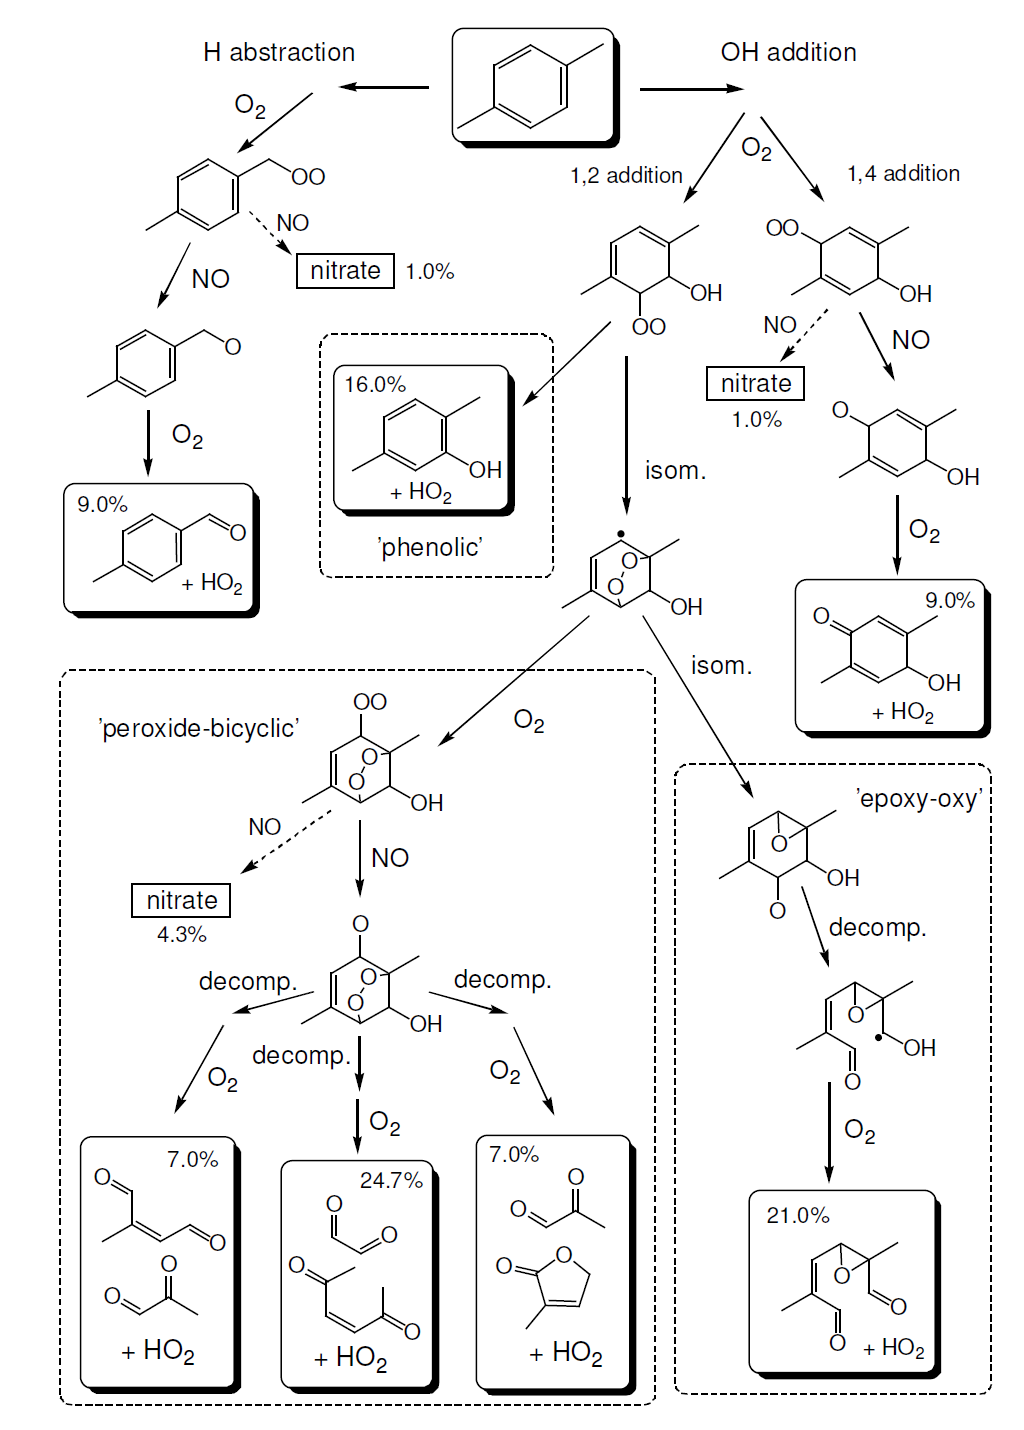 H abstraction
OH addition
O2
O2
1,2 addition
1,4 addition
OO
NO
nitrate 1.0%
NO
O
O2
9.0%
O
+ HO2
OH
OO
OO
OH
NO
nitrate
1.0%
NO
O
OH
O2
9.0%
O
OH
+ HO2
16.0%
OH
+ HO2
'phenolic'
isom.
O
O
OH
isom.
O2
'peroxide-bicyclic'
OO
O
O
OH
NO
nitrate
4.3%
NO
O
O
O
OH
decomp.
decomp.
decomp.
O2
O2
O2
7.0%
O
O
O
O
+ HO2
24.7%
O
O
O
O
+ HO2
7.0%
O
O
O
O
+ HO2
'epoxy-oxy'
O
OH
O
decomp.
O
OH
O
O2
21.0%
O
O
O
+ HO2